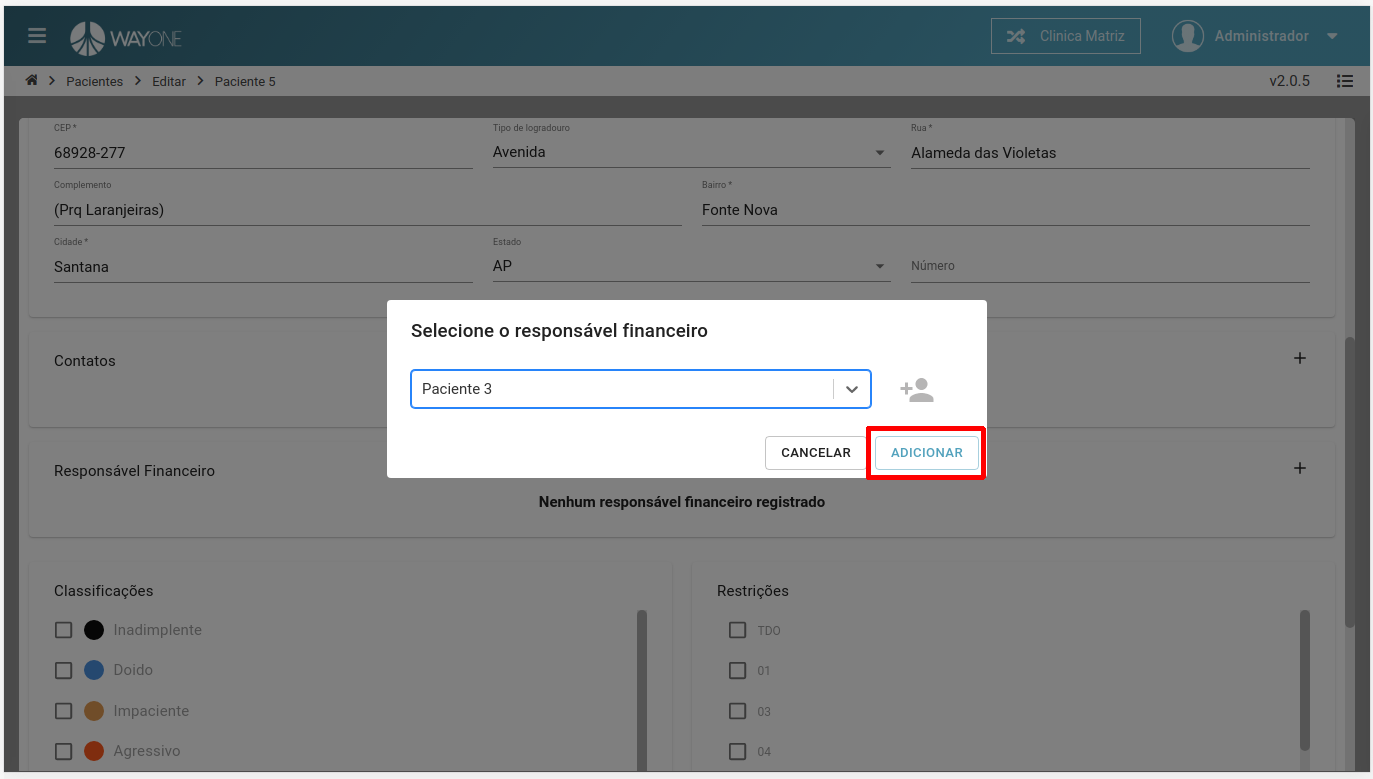 WAYONE
Clinica Matriz
Administrador
Pacientes
Editar
Paciente 5
v2.0.5
CEP *
Tipo de logradouro
Rua *
68928-277
Avenida
Alameda das Violetas
Complemento
Bairro *
(Prq Laranjeiras)
Fonte Nova
Cidade *
Estado
Santana
AP
Número
Selecione o responsável financeiro
Paciente 3
CANCELAR
ADICIONAR
Contatos
Responsável Financeiro
Nenhum responsável financeiro registrado
Classificações
Inadimplente
Doido
Impaciente
Agressivo
Restrições
TDO
01
03
04